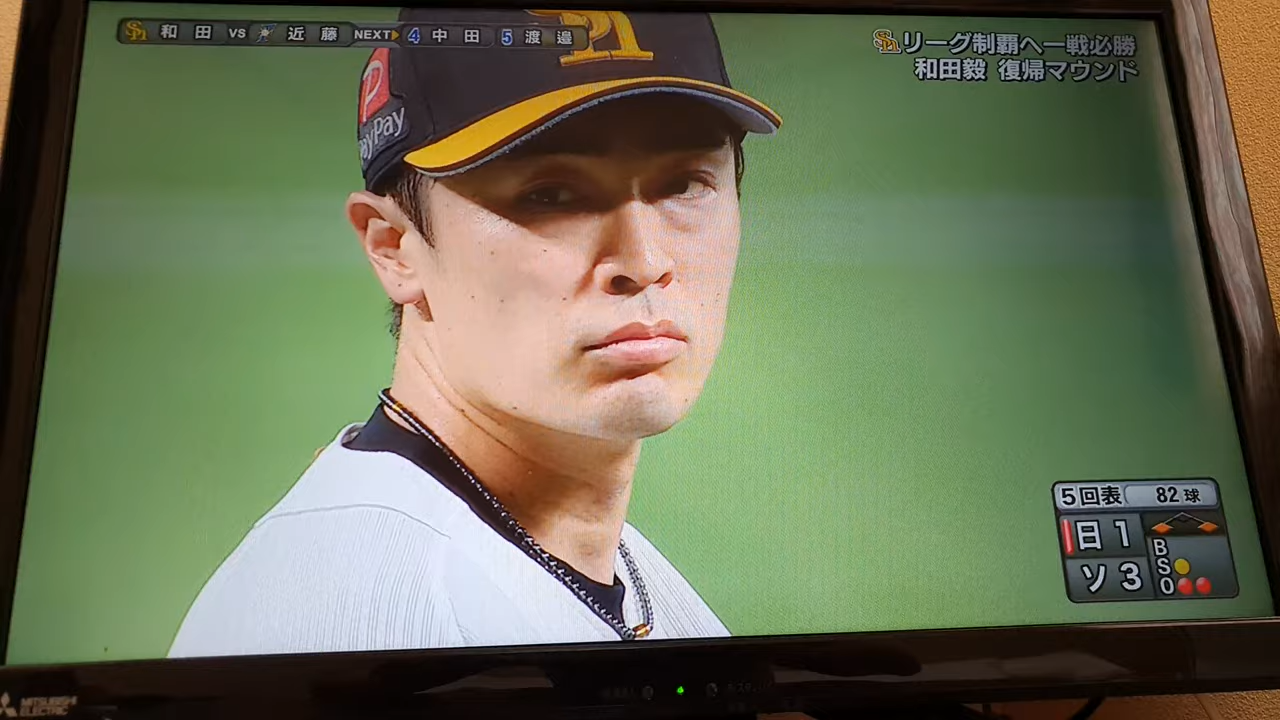 和田 VS 近藤 NEXT 4 中田 5 渡邉
リーグ制覇へ一戦必勝
和田毅 復帰マウンド
PayPay
5回表 82球
日 1
ソ 3
B
S
O
MITSUBISHI
ELECTRIC